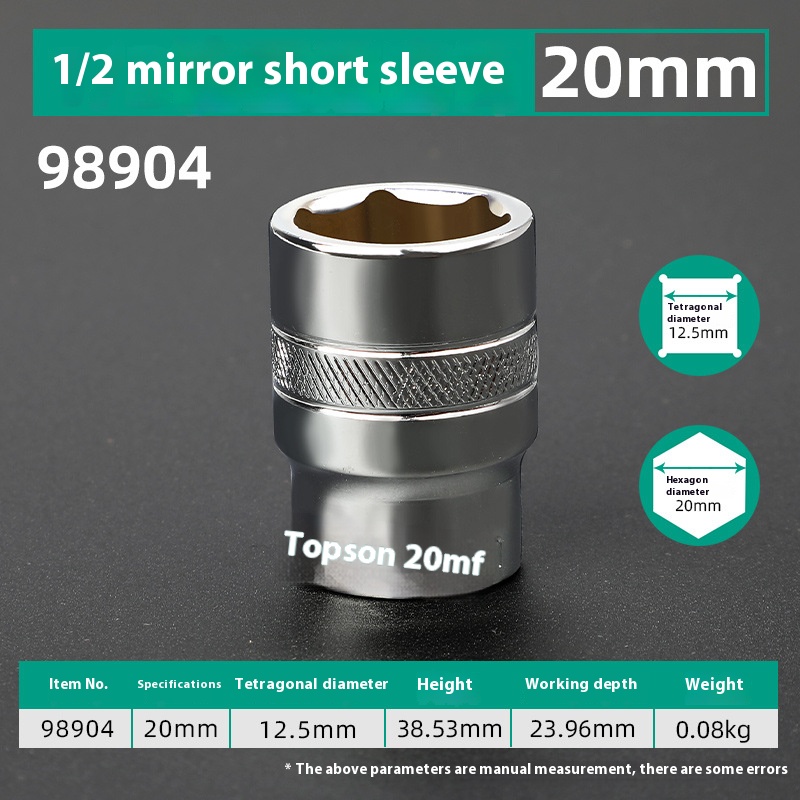 1/2 mirror short sleeve 20mm
98904
Tetragonal
diameter
12.5mm
Hexagon
diameter
20mm
Topson 20mf
Item No. Specifications Tetragonal diameter Height Working depth Weight
98904 20mm 12.5mm 38.53mm 23.96mm 0.08kg
* The above parameters are manual measurement, there are some errors